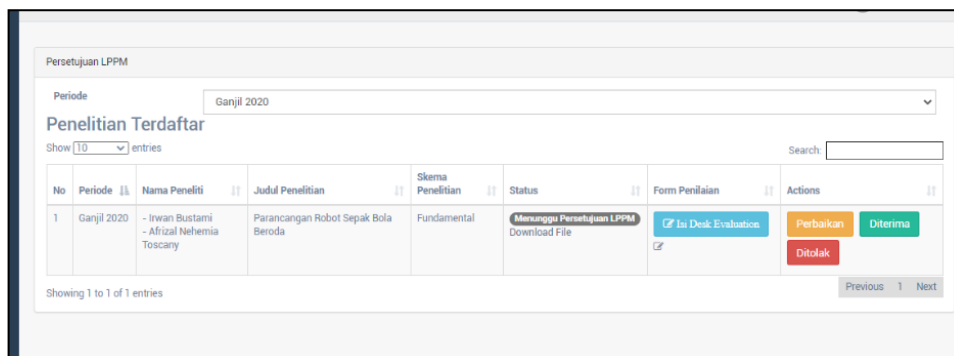 Persetujuan LPPM
Periode
Ganjil 2020
Penelitian Terdaftar
Show 10 entries
Search:
No Periode Nama Peneliti Judul Penelitian Skema Penelitian Status Form Penilaian Actions
1 Ganjil 2020 - Irwan Bustami Parancangan Robot Sepak Bola Fundamental Menunggu Persetujuan LPPM Isi Desk Evaluation Perbaikan Diterima
- Afrizal Nehemia Beroda Download File
Toscany Ditolak
Showing 1 to 1 of 1 entries
Previous 1 Next